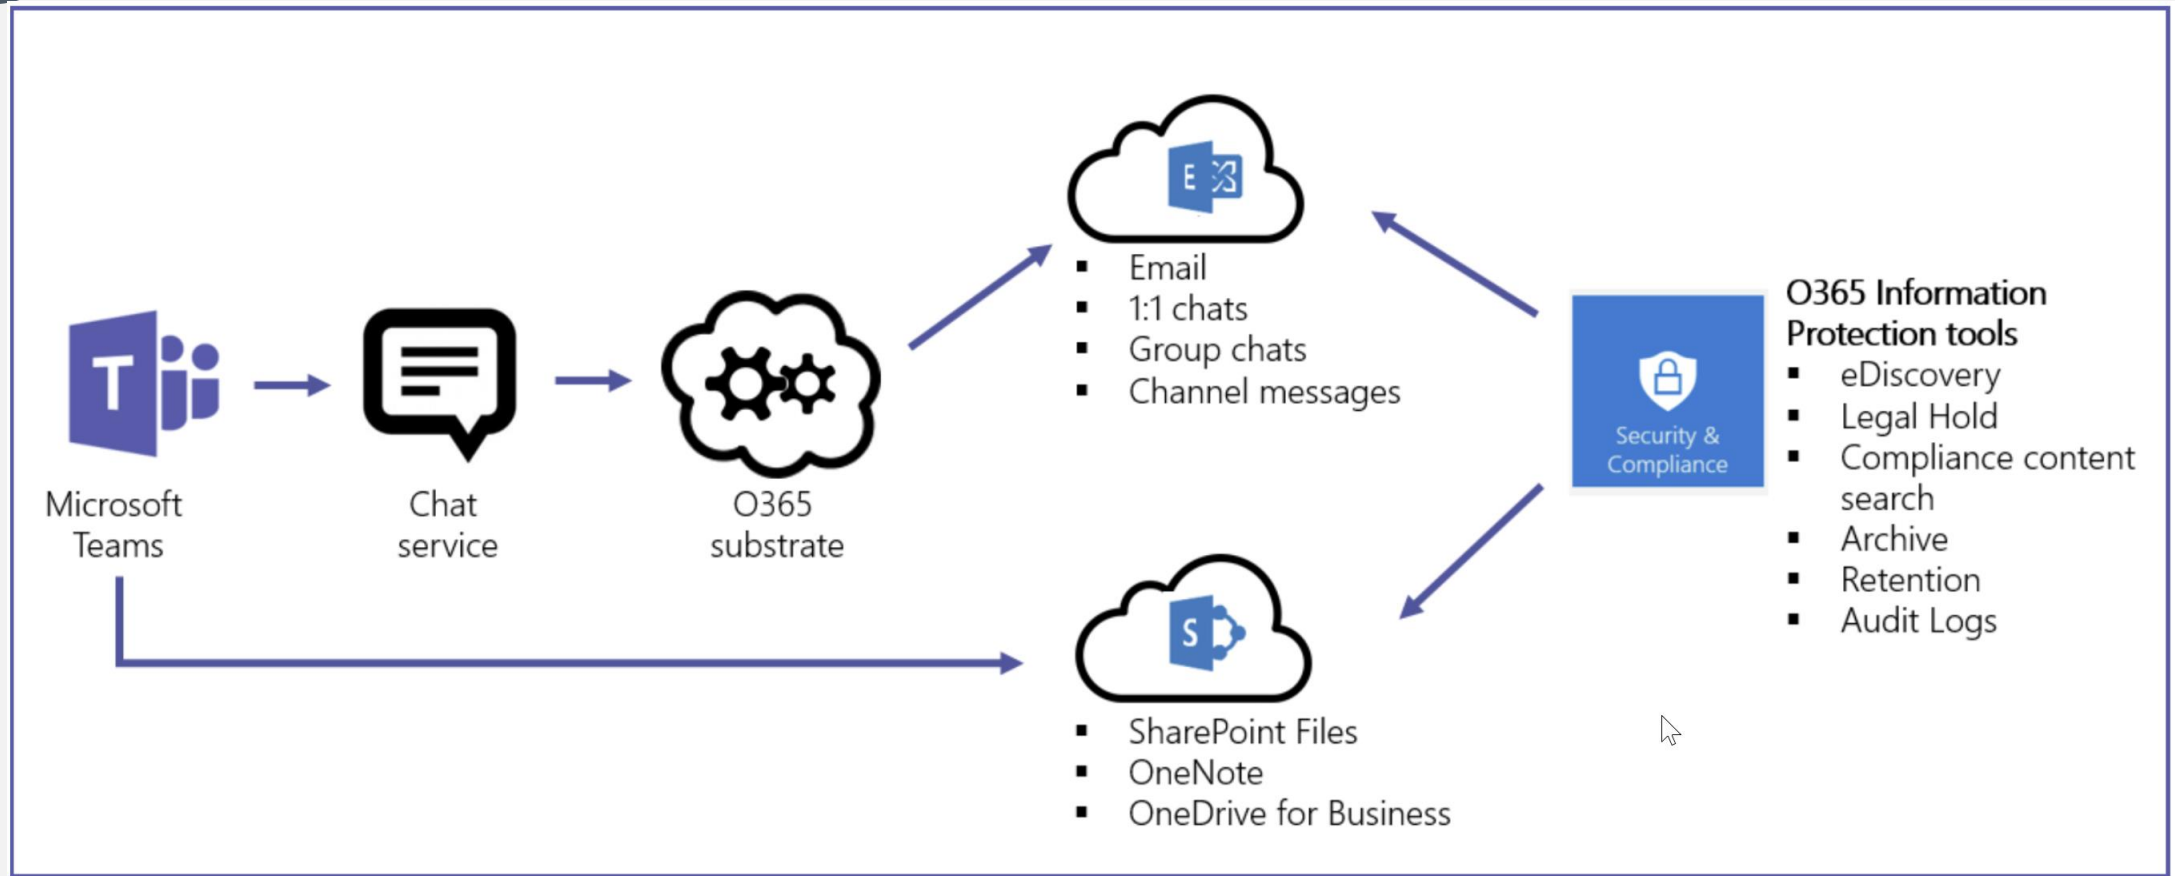 T
Microsoft
Teams
Chat
service
O365
substrate
E
Email
1:1 chats
Group chats
Channel messages
S
SharePoint Files
OneNote
OneDrive for Business
Security &
Compliance
O365 Information
Protection tools
eDiscovery
Legal Hold
Compliance content
search
Archive
Retention
Audit Logs